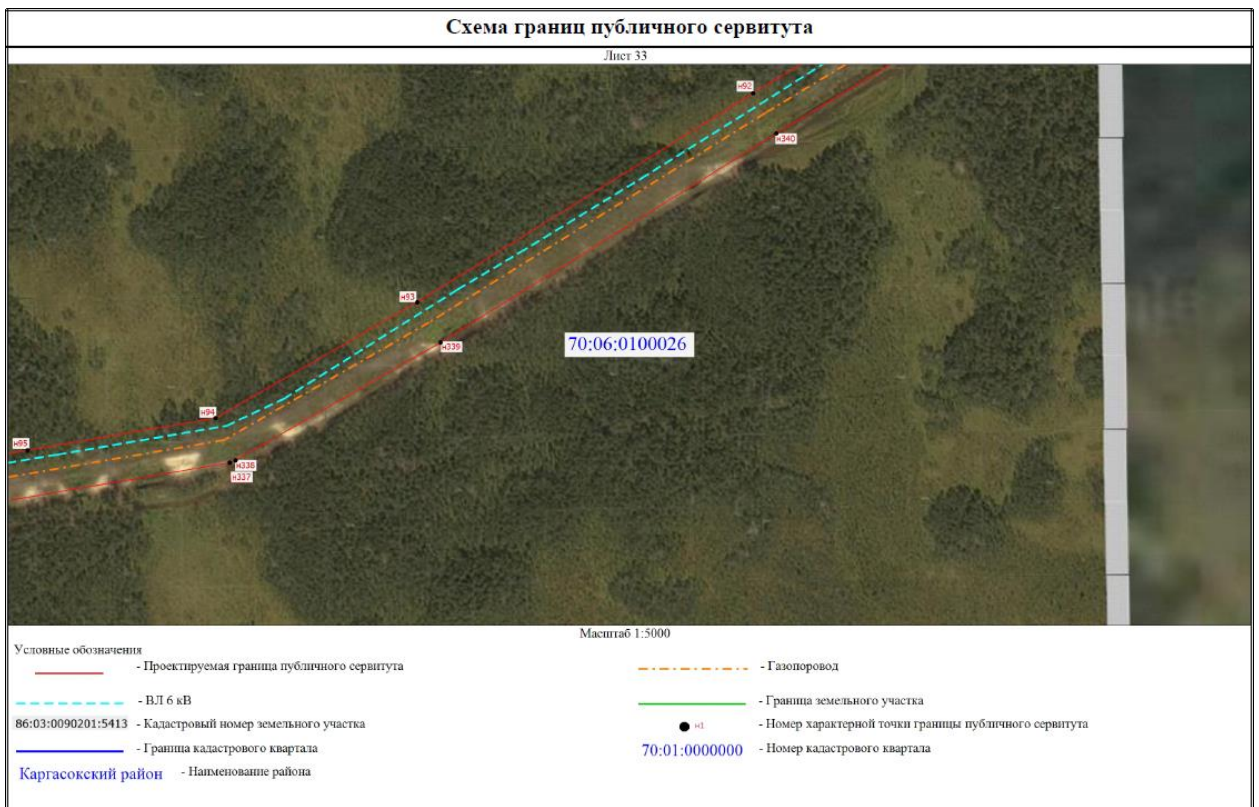 Схема границ публичного сервитута
Лист 33
н92
н340
н93
н339
70:06:0100026
н94
н95
н338
н337
Масштаб 1:5000
Условные обозначения
- Проектируемая граница публичного сервитута
- Газопоровод
- ВЛ 6 кВ
- Граница земельного участка
86:03:0090201:5413 - Кадастровый номер земельного участка
н1 - Номер характерной точки границы публичного сервитута
- Граница кадастрового квартала
70:01:0000000 - Номер кадастрового квартала
Каргасокский район - Наименование района